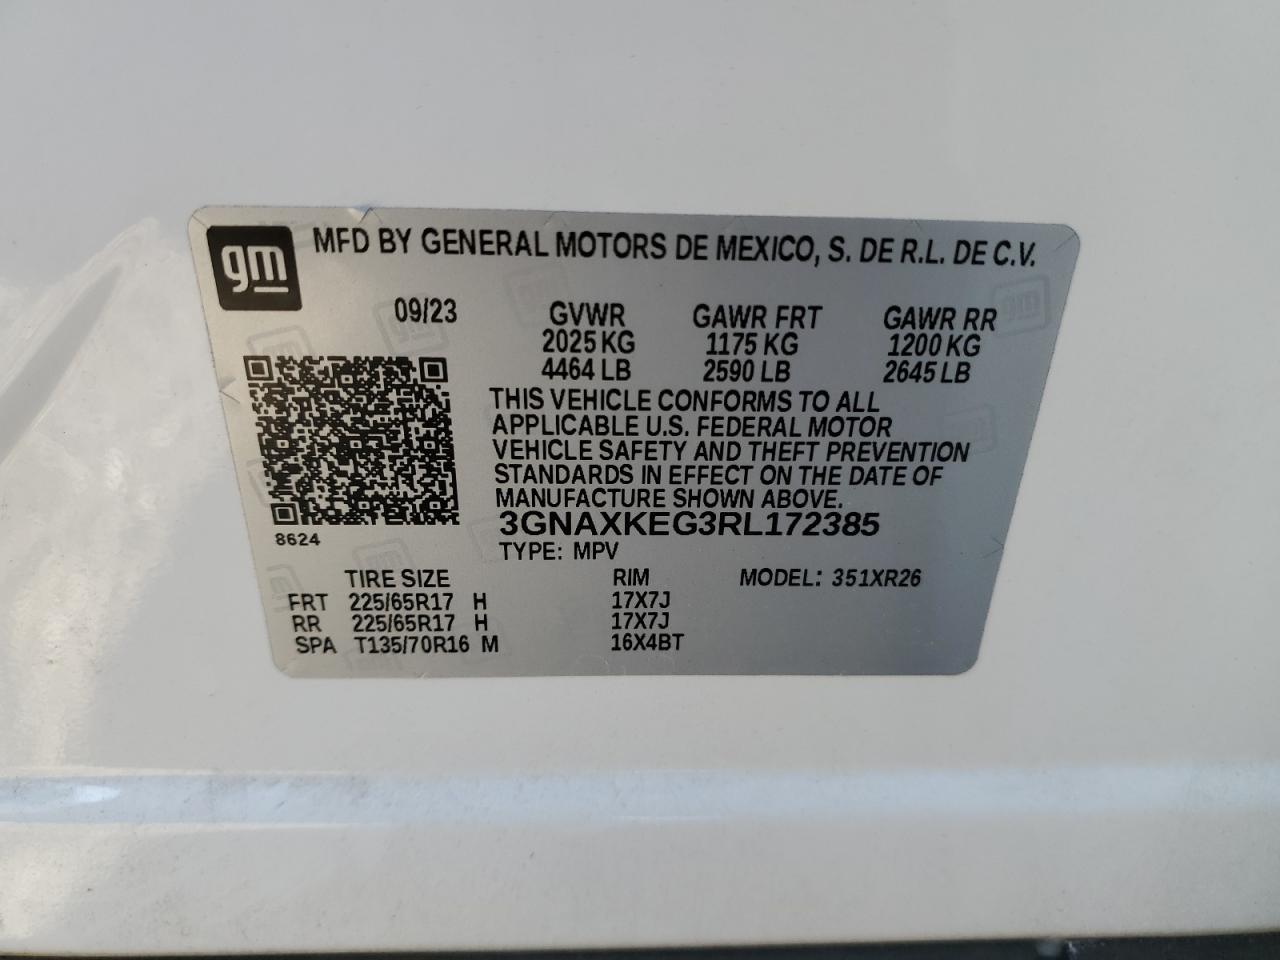 gm
MFD BY GENERAL MOTORS DE MEXICO, S. DE R.L. DE C.V.
09/23 GVWR GAWR FRT GAWR RR
2025 KG 1175 KG 1200 KG
4464 LB 2590 LB 2645 LB
THIS VEHICLE CONFORMS TO ALL
APPLICABLE U.S. FEDERAL MOTOR
VEHICLE SAFETY AND THEFT PREVENTION
STANDARDS IN EFFECT ON THE DATE OF
MANUFACTURE SHOWN ABOVE.
3GNAXKEG3RL172385
8624
TYPE: MPV
TIRE SIZE RIM MODEL: 351XR26
FRT 225/65R17 H 17X7J
RR 225/65R17 H 17X7J
SPA T135/70R16 M 16X4BT